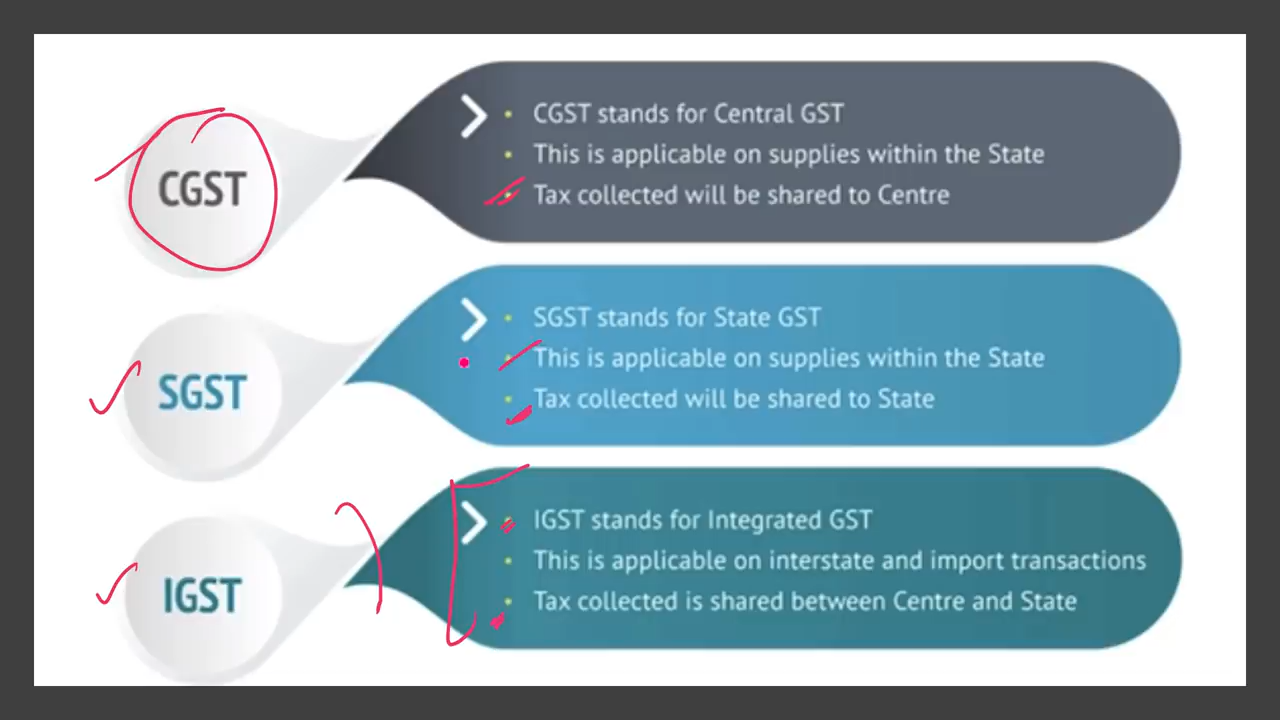 CGST
CGST stands for Central GST
This is applicable on supplies within the State
Tax collected will be shared to Centre
SGST
SGST stands for State GST
This is applicable on supplies within the State
Tax collected will be shared to State
IGST
IGST stands for Integrated GST
This is applicable on interstate and import transactions
Tax collected is shared between Centre and State